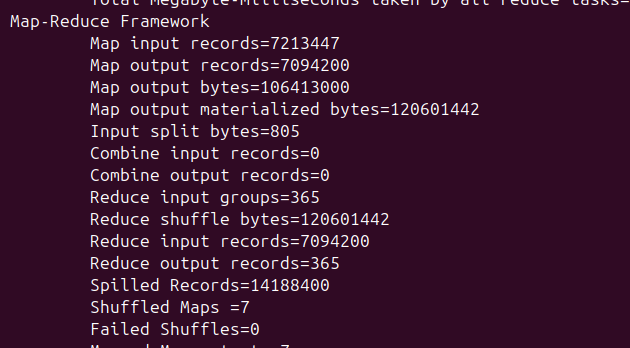 Total megabyte-milliseconds taken by all reduce tasks=
Map-Reduce Framework
Map input records=7213447
Map output records=7094200
Map output bytes=106413000
Map output materialized bytes=120601442
Input split bytes=805
Combine input records=0
Combine output records=0
Reduce input groups=365
Reduce shuffle bytes=120601442
Reduce input records=7094200
Reduce output records=365
Spilled Records=14188400
Shuffled Maps =7
Failed Shuffles=0